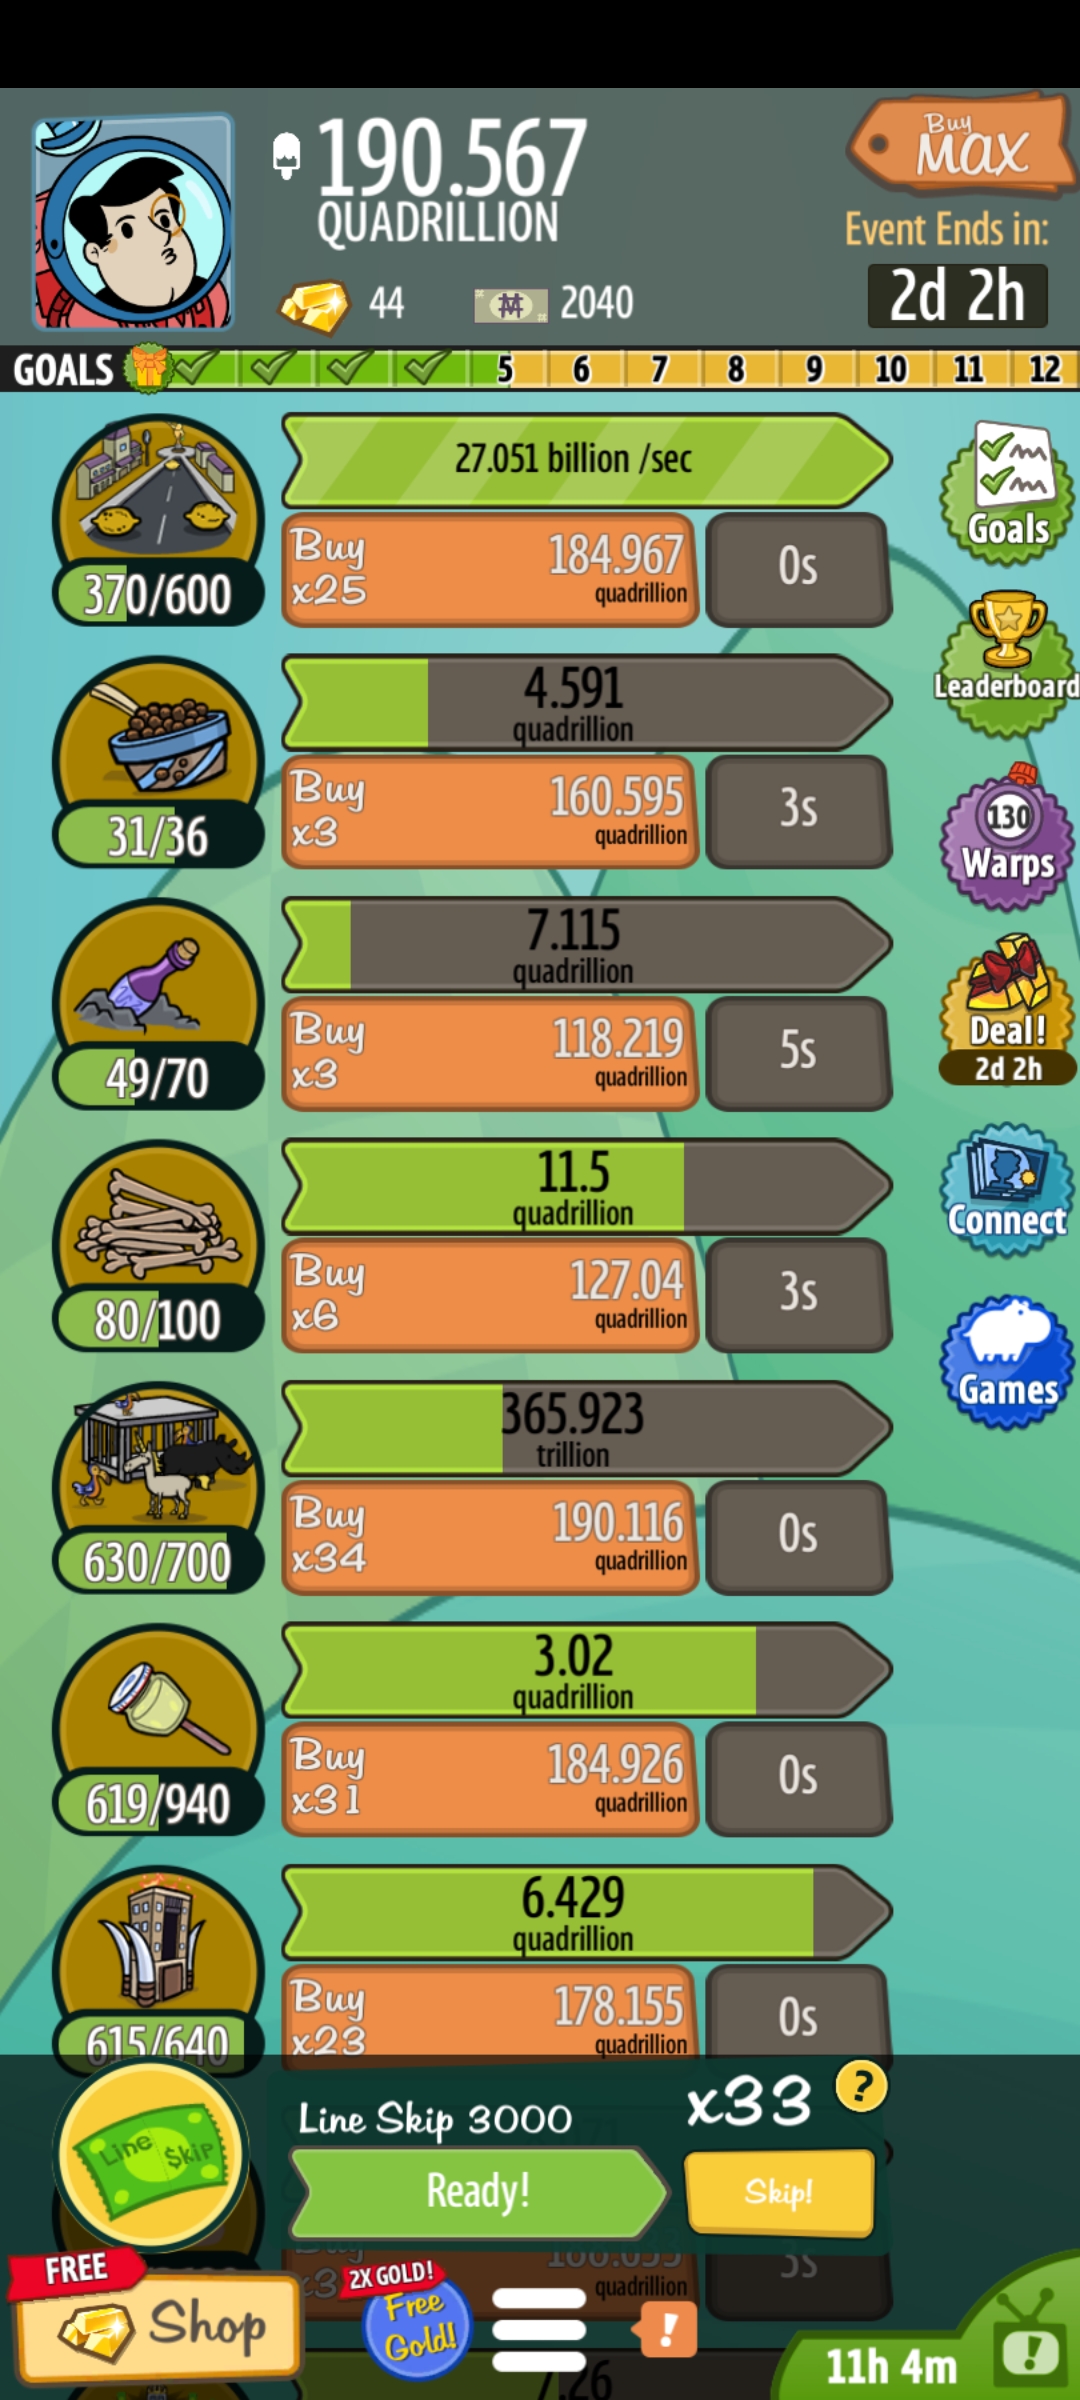 190.567
QUADRILLION
Buy
MAX
Event Ends in:
2d 2h
44
2040
GOALS 5 6 7 8 9 10 11 12
27.051 billion /sec
Buy
x25
184.967
quadrillion
0s
370/600
Goals
4.591
quadrillion
Buy
x3
160.595
quadrillion
3s
31/36
Leaderboard
7.115
quadrillion
Buy
x3
118.219
quadrillion
5s
49/70
130
Warps
11.5
quadrillion
Buy
x6
127.04
quadrillion
3s
80/100
Deal!
2d 2h
365.923
trillion
Buy
x34
190.116
quadrillion
0s
630/700
Connect
3.02
quadrillion
Buy
x31
184.926
quadrillion
0s
619/940
Games
6.429
quadrillion
Buy
x23
178.155
quadrillion
0s
615/640
Line Skip
Line Skip 3000
x33
?
Ready!
Skip!
Buy
x3
quadrillion
3s
FREE
Shop
2X GOLD!
Free
Gold!
!
11h 4m
!
7.26